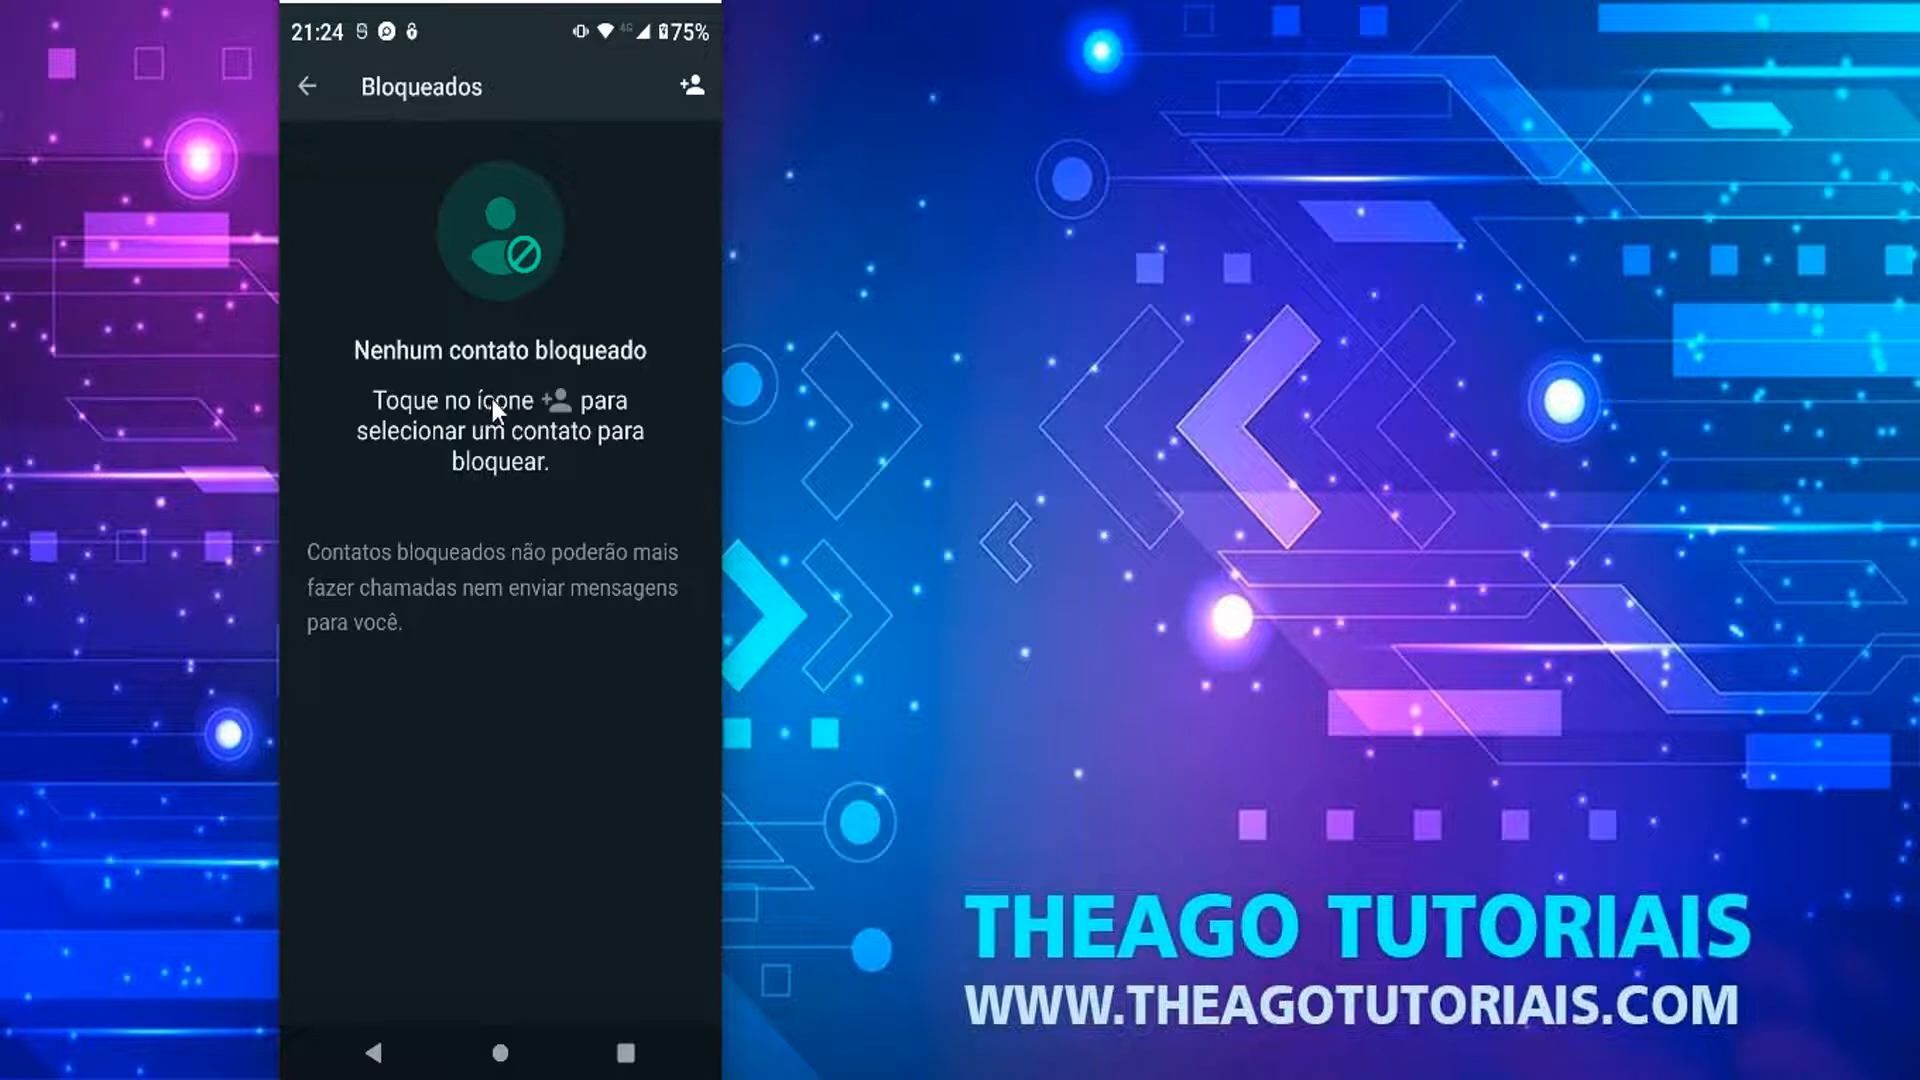 21:24
4G
75%
Bloqueados
Nenhum contato bloqueado
Toque no ícone para
selecionar um contato para
bloquear.
Contatos bloqueados não poderão mais
fazer chamadas nem enviar mensagens
para você.
THEAGO TUTORIAIS
WWW.THEAGOTUTORIAIS.COM